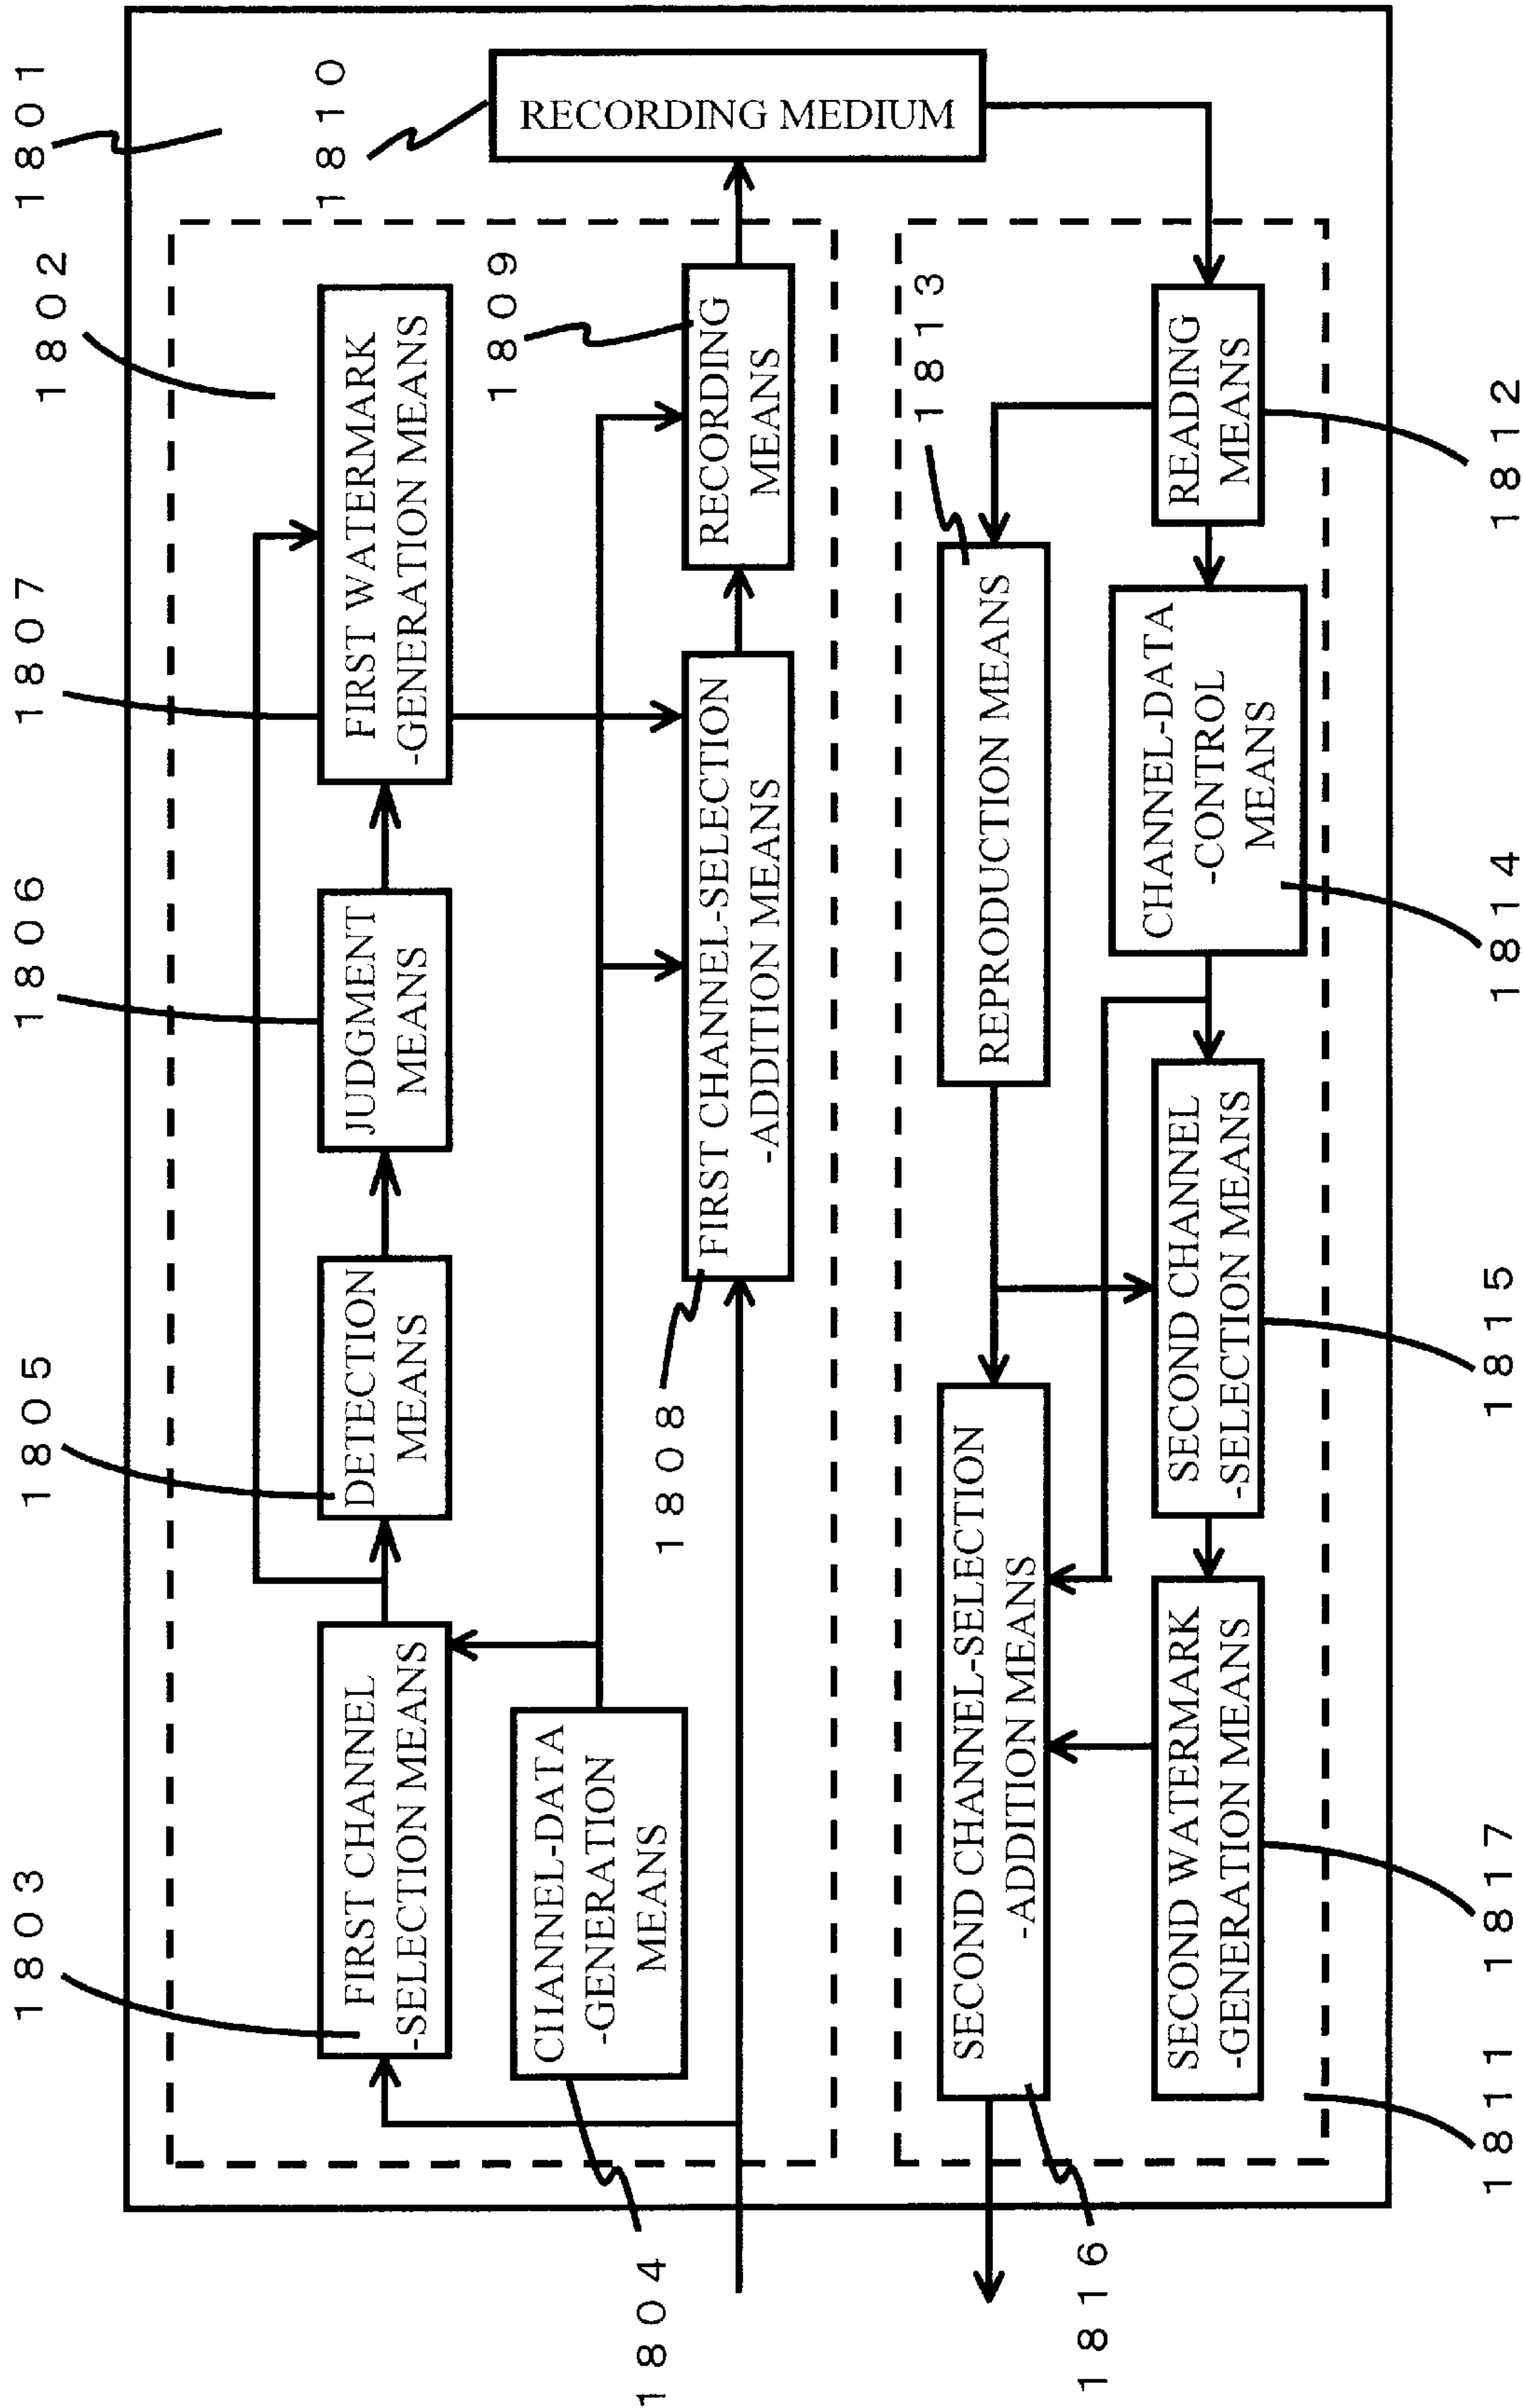 1801
1802
1810
1803
1805
1806
1807
FIRST CHANNEL
-SELECTION MEANS
DETECTION
MEANS
JUDGMENT
MEANS
FIRST WATERMARK
-GENERATION MEANS
1809
RECORDING MEDIUM
CHANNEL-DATA
-GENERATION
MEANS
1804
1808
FIRST CHANNEL-SELECTION
-ADDITION MEANS
RECORDING
MEANS
1813
SECOND CHANNEL-SELECTION
-ADDITION MEANS
REPRODUCTION MEANS
1816
SECOND WATERMARK
-GENERATION MEANS
SECOND CHANNEL
-SELECTION MEANS
CHANNEL-DATA
-CONTROL
MEANS
READING
MEANS
1811
1817
1815
1814
1812